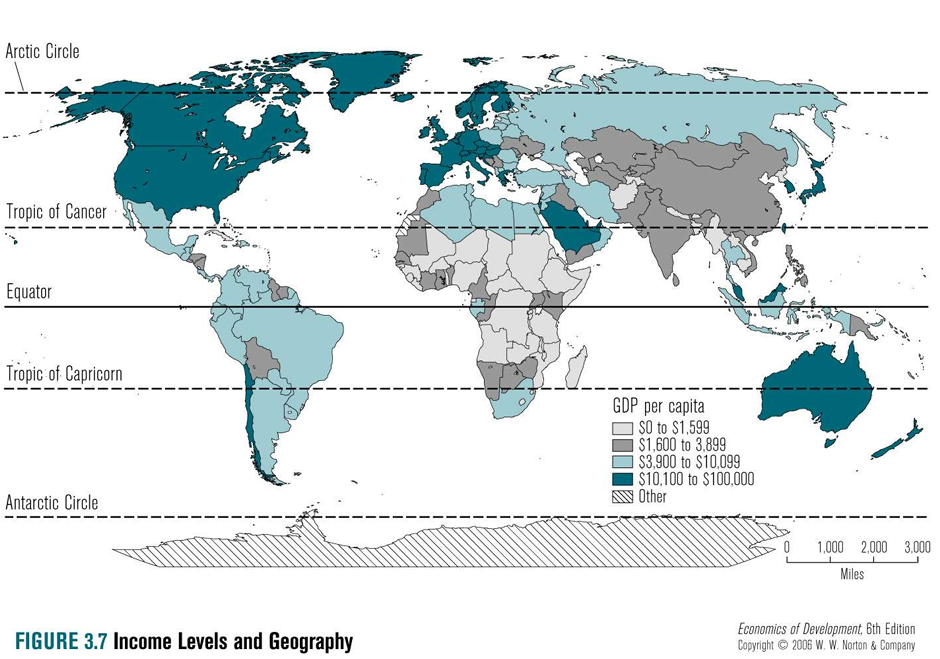 Arctic Circle
Tropic of Cancer
Equator
Tropic of Capricorn
GDP per capita
$0 to $1,599
$1,600 to 3,899
$3,900 to $10,099
$10,100 to $100,000
Other
Antarctic Circle
0 1,000 2,000 3,000
Miles
FIGURE 3.7 Income Levels and Geography
Economics of Development, 6th Edition
Copyright © 2006 W. W. Norton & Company